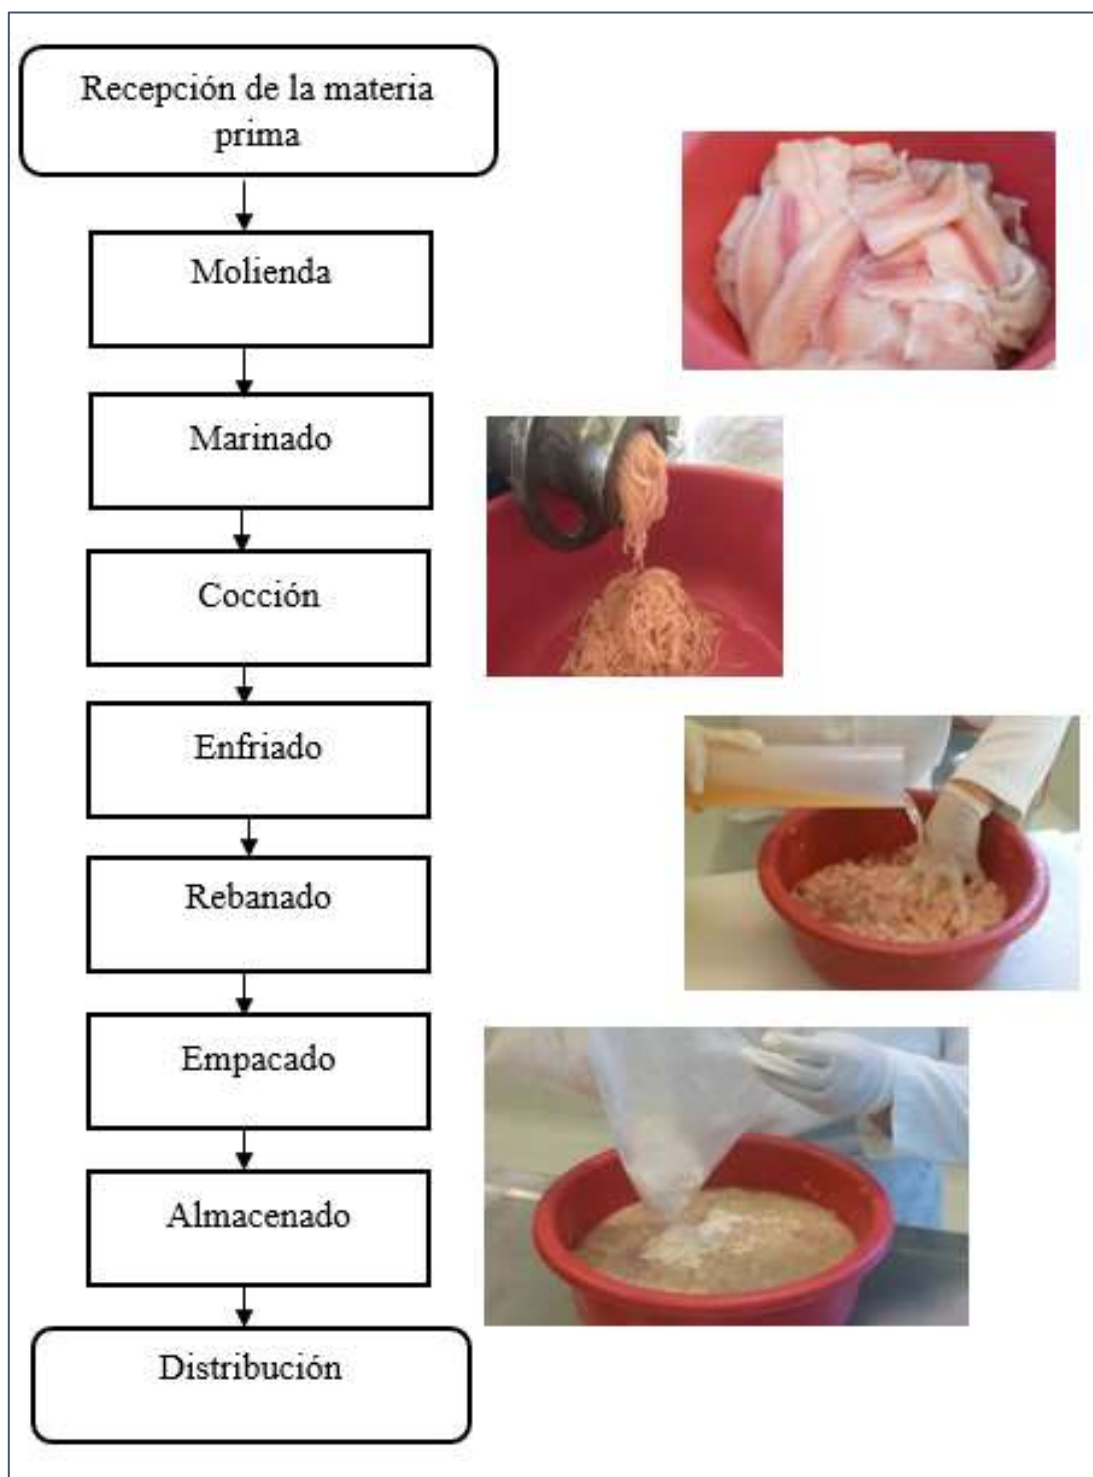 Recepción de la materia
prima
Molienda
Marinado
Cocción
Enfriado
Rebanado
Empacado
Almacenado
Distribución